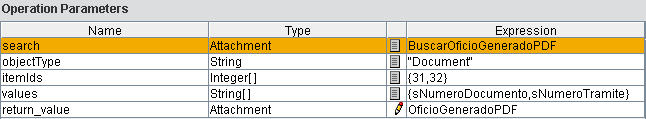 Operation Parameters
Name Type Expression
search Attachment BuscarOficioGeneradoPDF
objectType String "Document"
itemIds Integer[] {31,32}
values String[] {sNumeroDocumento,sNumeroTramite}
return_value Attachment OficioGeneradoPDF